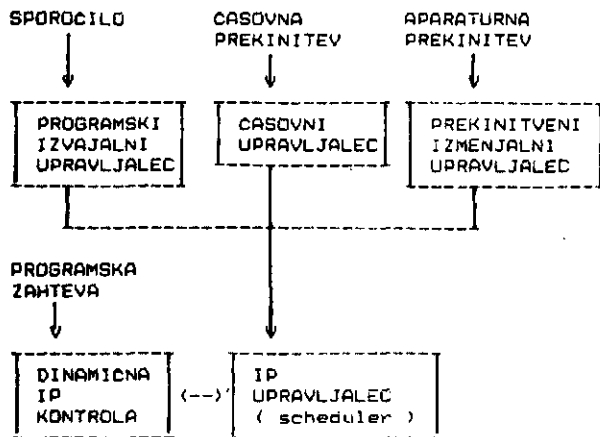 SPOROCILO
CASOVNA
PREKINITEV
APARATURNA
PREKINITEV
PROGRAMSKI
IZVAJALNI
UPRAVLJALEC
CASOVNI
UPRAVLJALEC
PREKINITVENI
IZMENJALNI
UPRAVLJALEC
PROGRAMSKA
ZAHTEVA
DINAMICNA
IP
KONTROLA
(--)
IP
UPRAVLJALEC
( scheduler )